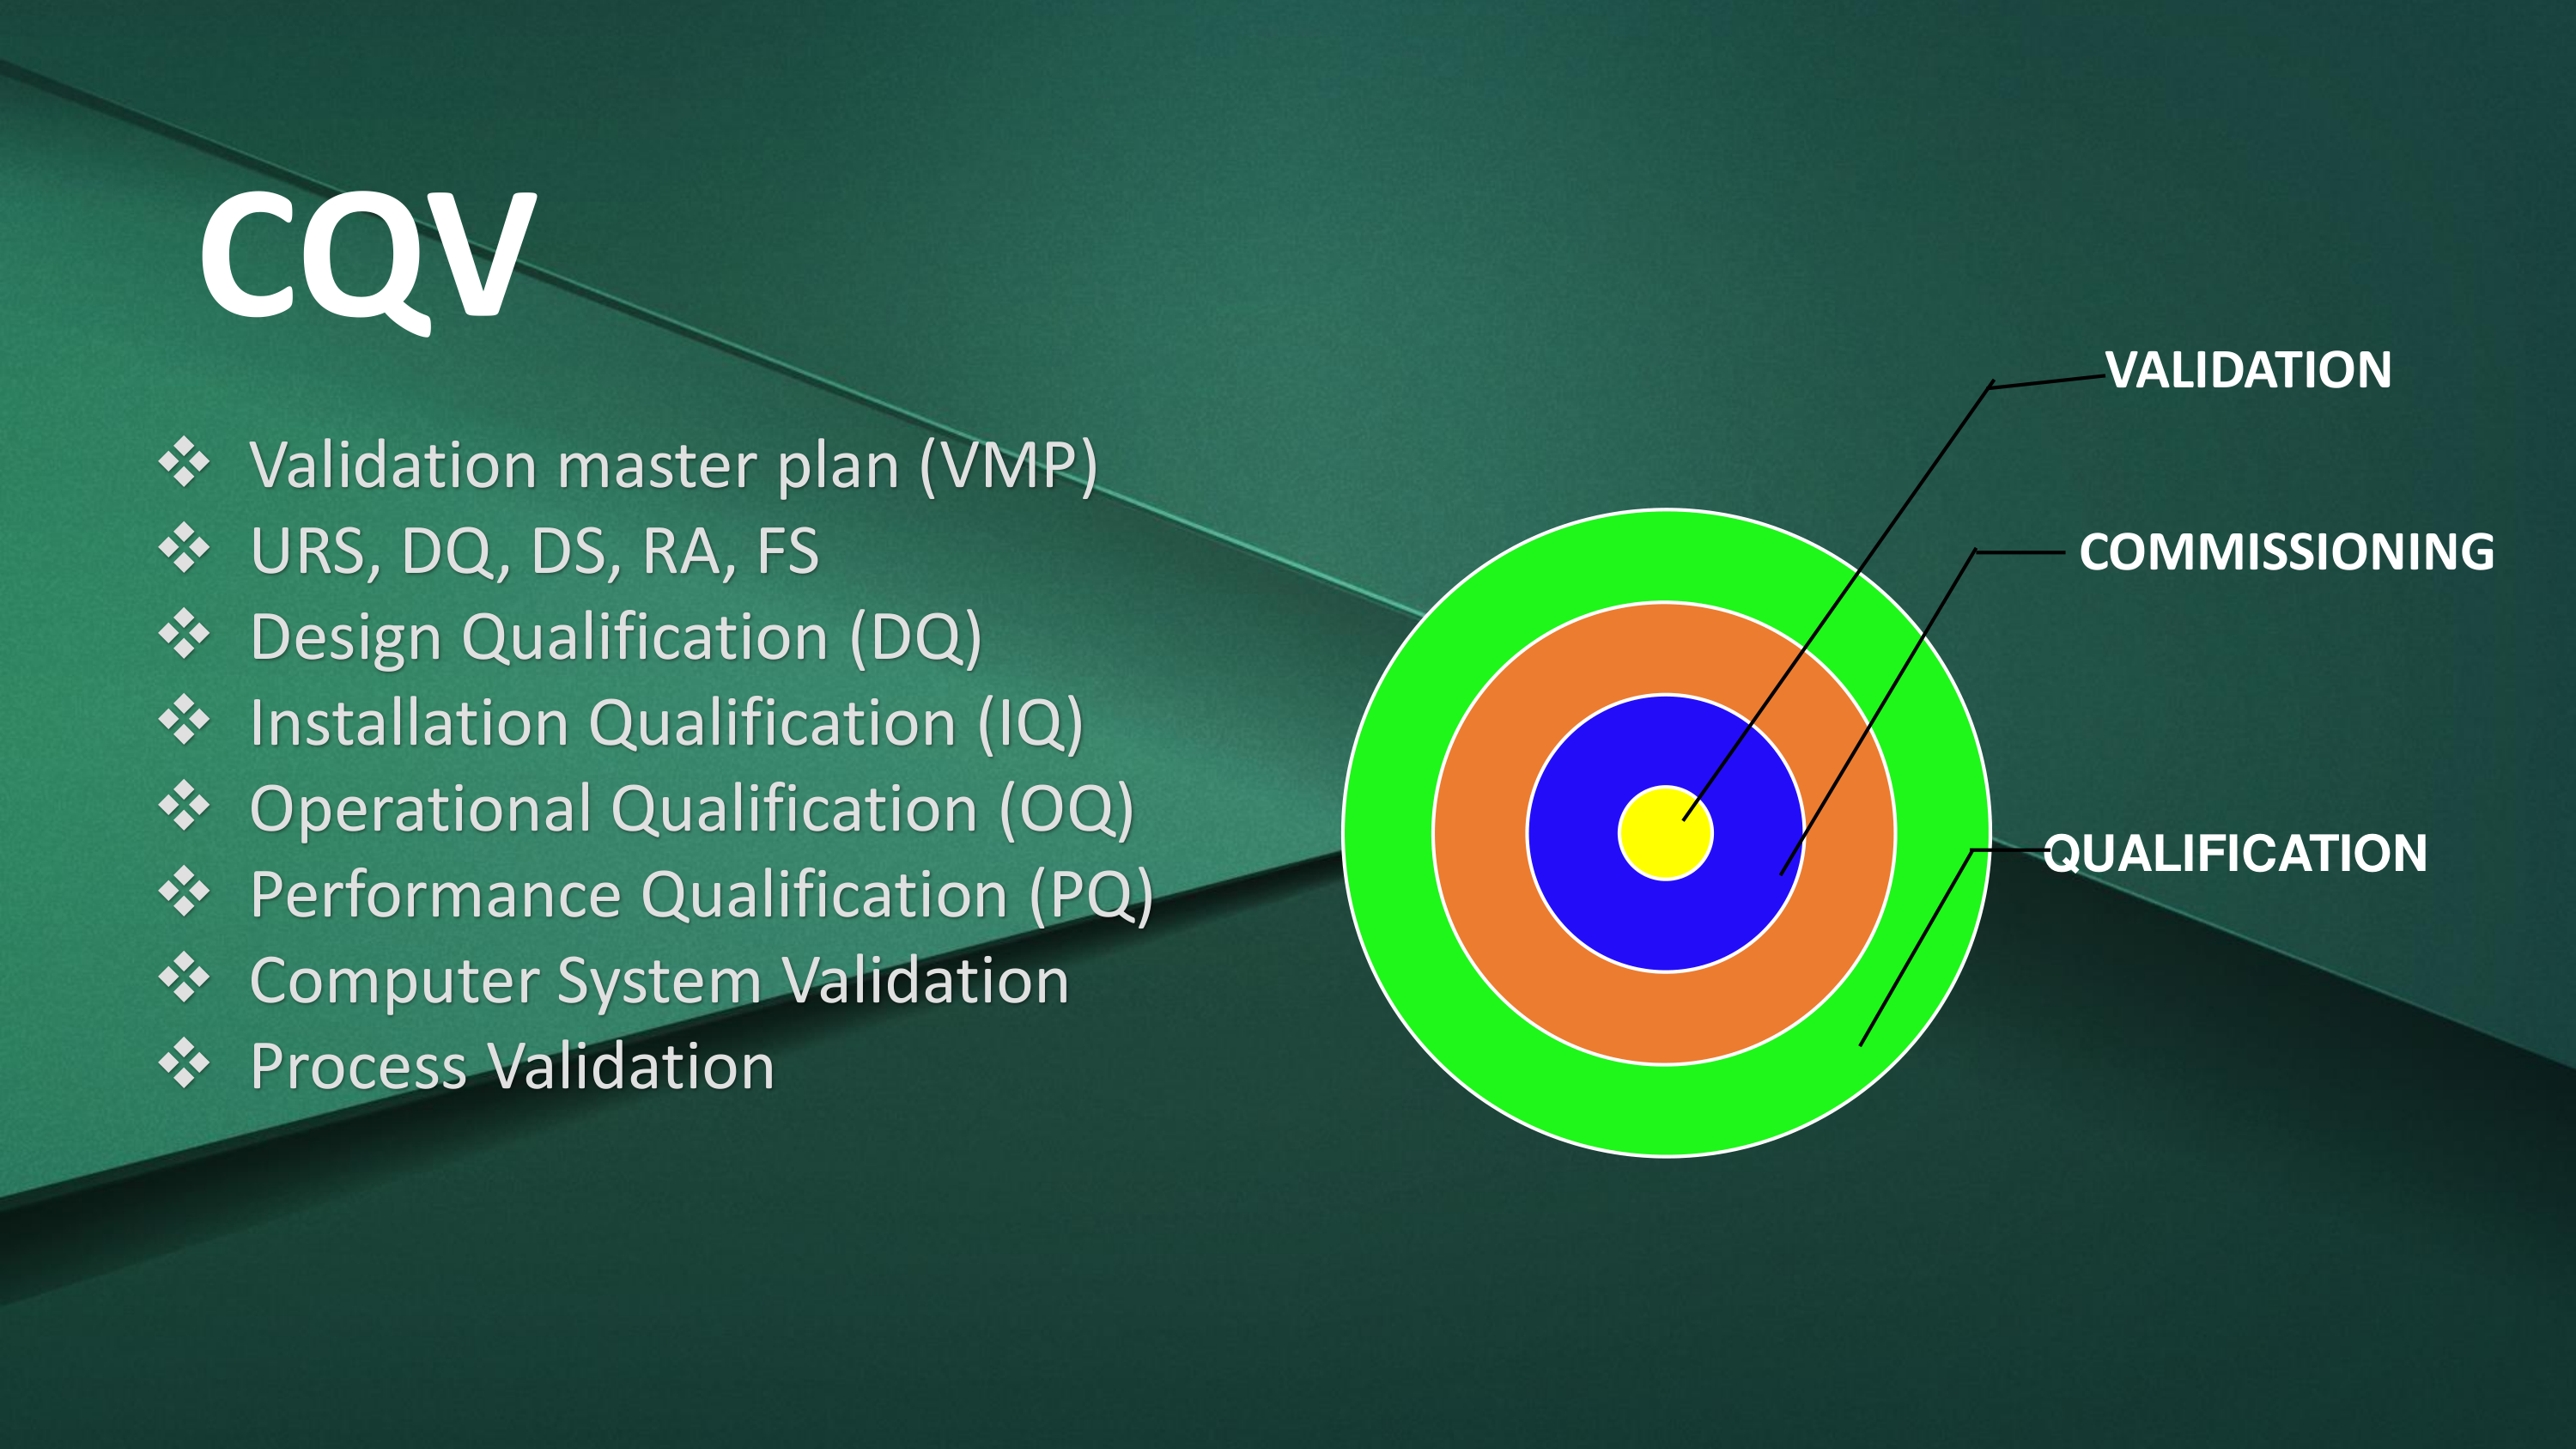 CQV
Validation master plan (VMP)
URS, DQ, DS, RA, FS
Design Qualification (DQ)
Installation Qualification (IQ)
Operational Qualification (OQ)
Performance Qualification (PQ)
Computer System Validation
Process Validation
VALIDATION
COMMISSIONING
QUALIFICATION